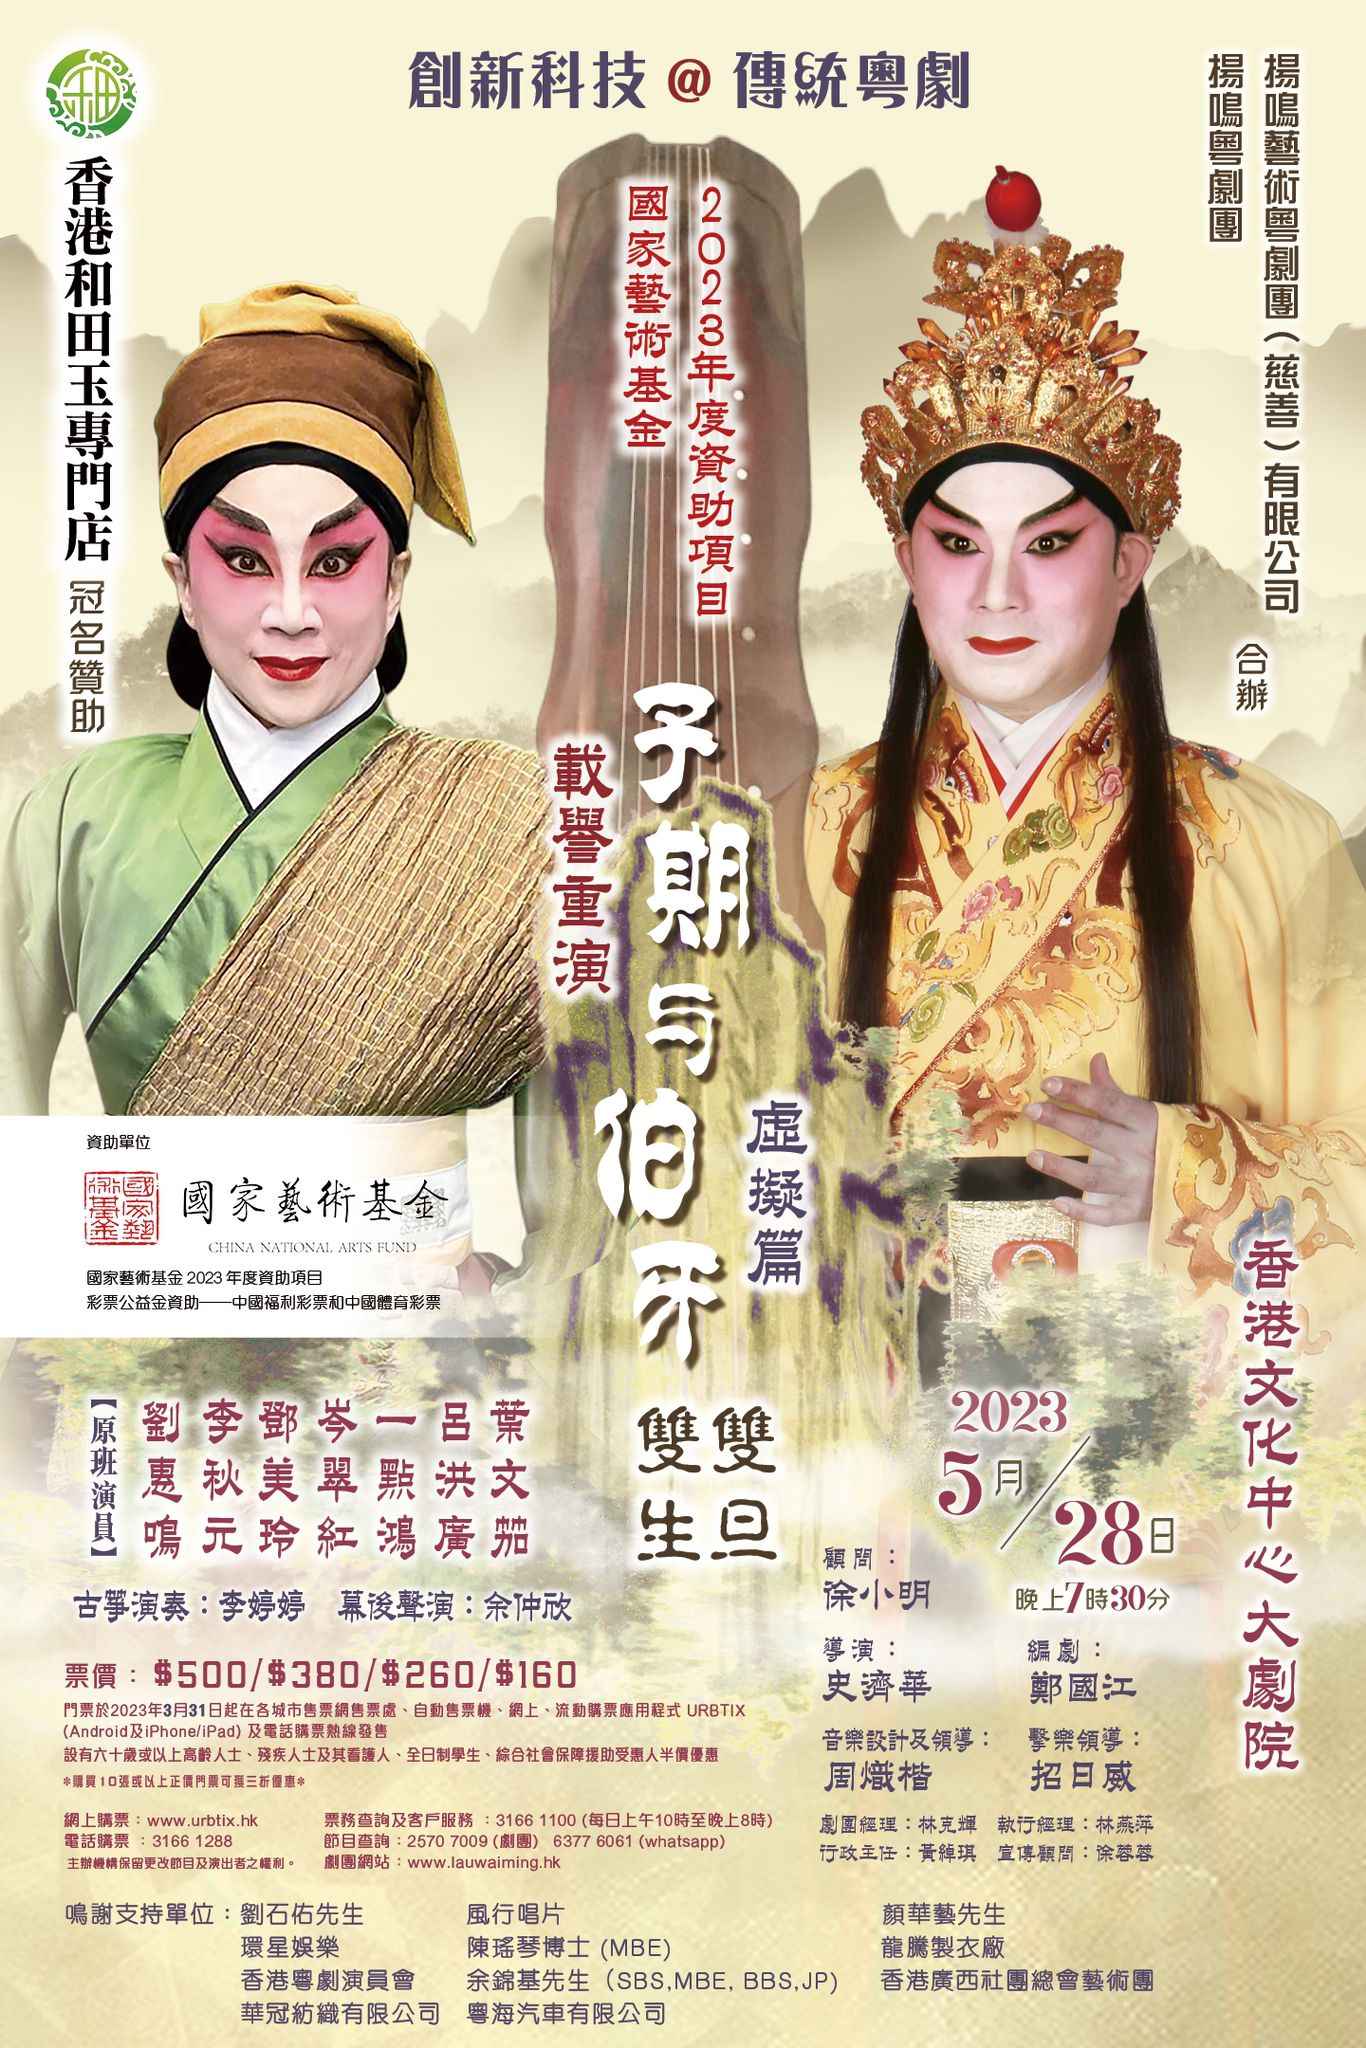 創新科技@傳統粵劇
揚鳴藝術粵劇團(慈善)有限公司
揚鳴粵劇團
合辦
香港和田玉專門店
冠名贊助
2023年度資助項目
國家藝術基金
載譽重演
子期与伯牙
虛擬篇
雙旦
雙生
資助單位
國家藝術基金
CHINA NATIONAL ARTS FUND
國家藝術基金2023年度資助項目
彩票公益金資助——中國福利彩票和中國體育彩票
香港文化中心大劇院
2023
5月/28日
晚上7時30分
【原班演員】
劉惠鳴
李秋元
鄧美玲
岑翠紅
一點鴻
呂洪廣
葉文笳
古箏演奏：李婷婷 幕後聲演：余仲欣
顧問：
徐小明
導演：
史濟華
編劇：
鄭國江
音樂設計及領導：
周熾楷
擊樂領導：
招日威
劇團經理：林克輝 執行經理：林燕萍
行政主任：黃綽琪 宣傳顧問：徐蓉蓉
票價：$500/$380/$260/$160
門票於2023年3月31日起在各城市售票網售票處、自動售票機、網上、流動購票應用程式 URBTIX
(Android及iPhone/iPad) 及電話購票熱線發售
設有六十歲或以上高齡人士、殘疾人士及其看護人、全日制學生、綜合社會保障援助受惠人半價優惠
*購買10張或以上正價門票可獲三折優惠*
網上購票：www.urbtix.hk
電話購票：3166 1288
主辦機構保留更改節目及演出者之權利。
票務查詢及客戶服務：3166 1100 (每日上午10時至晚上8時)
節目查詢：2570 7009 (劇團) 6377 6061 (whatsapp)
劇團網站：www.lauwaiming.hk
鳴謝支持單位：劉石佑先生
環星娛樂
香港粵劇演員會
華冠紡織有限公司
風行唱片
陳瑤琴博士 (MBE)
余錦基先生（SBS,MBE, BBS,JP)
粵海汽車有限公司
顏華藝先生
龍騰製衣廠
香港廣西社團總會藝術團